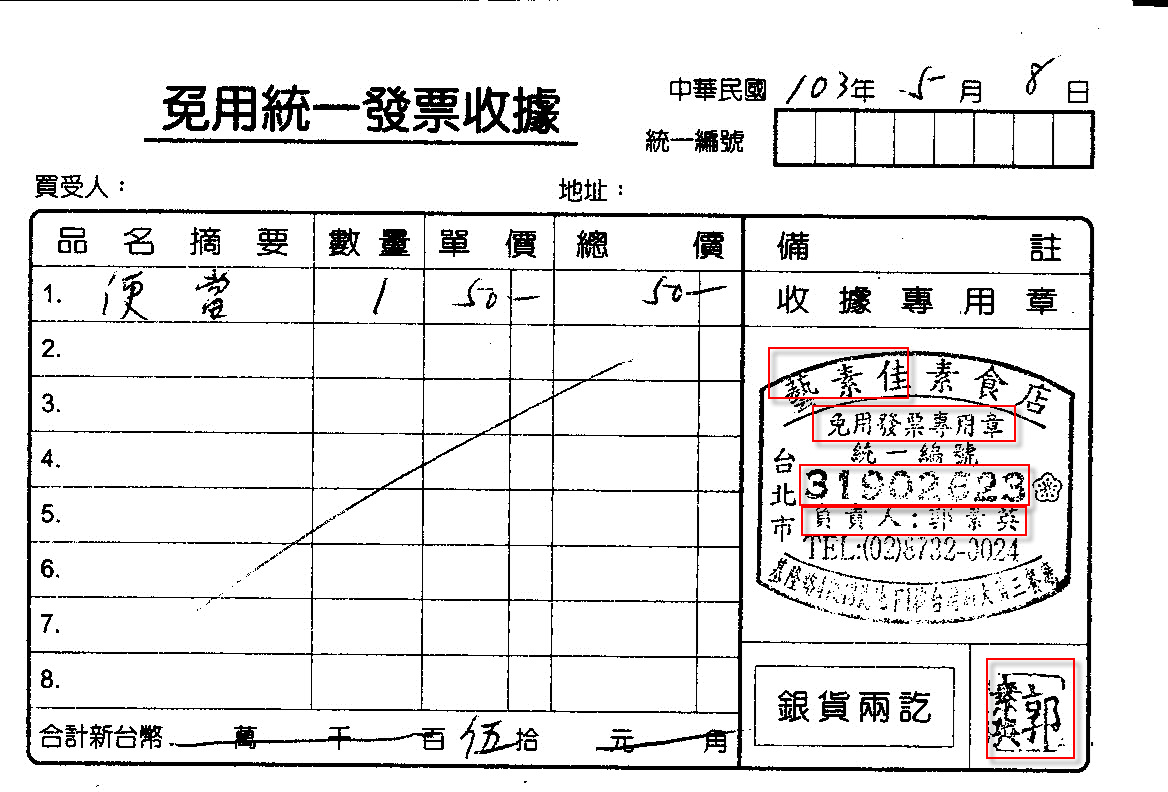 中華民國 103年 5月 8日
免用統一發票收據
統一編號
買受人：
地址：
品名摘要 數量 單價 總價 備註
1. 便當 1 50— 50— 收據專用章
2.
3.
4.
5.
6.
7.
8.
藝素佳素食店
免用發票專用章
統一編號
台北市
31902623
負責人：郭素英
TEL:(02)8732-0024
銀貨兩訖
郭素英
合計新台幣 萬 千 百 伍拾 元 角